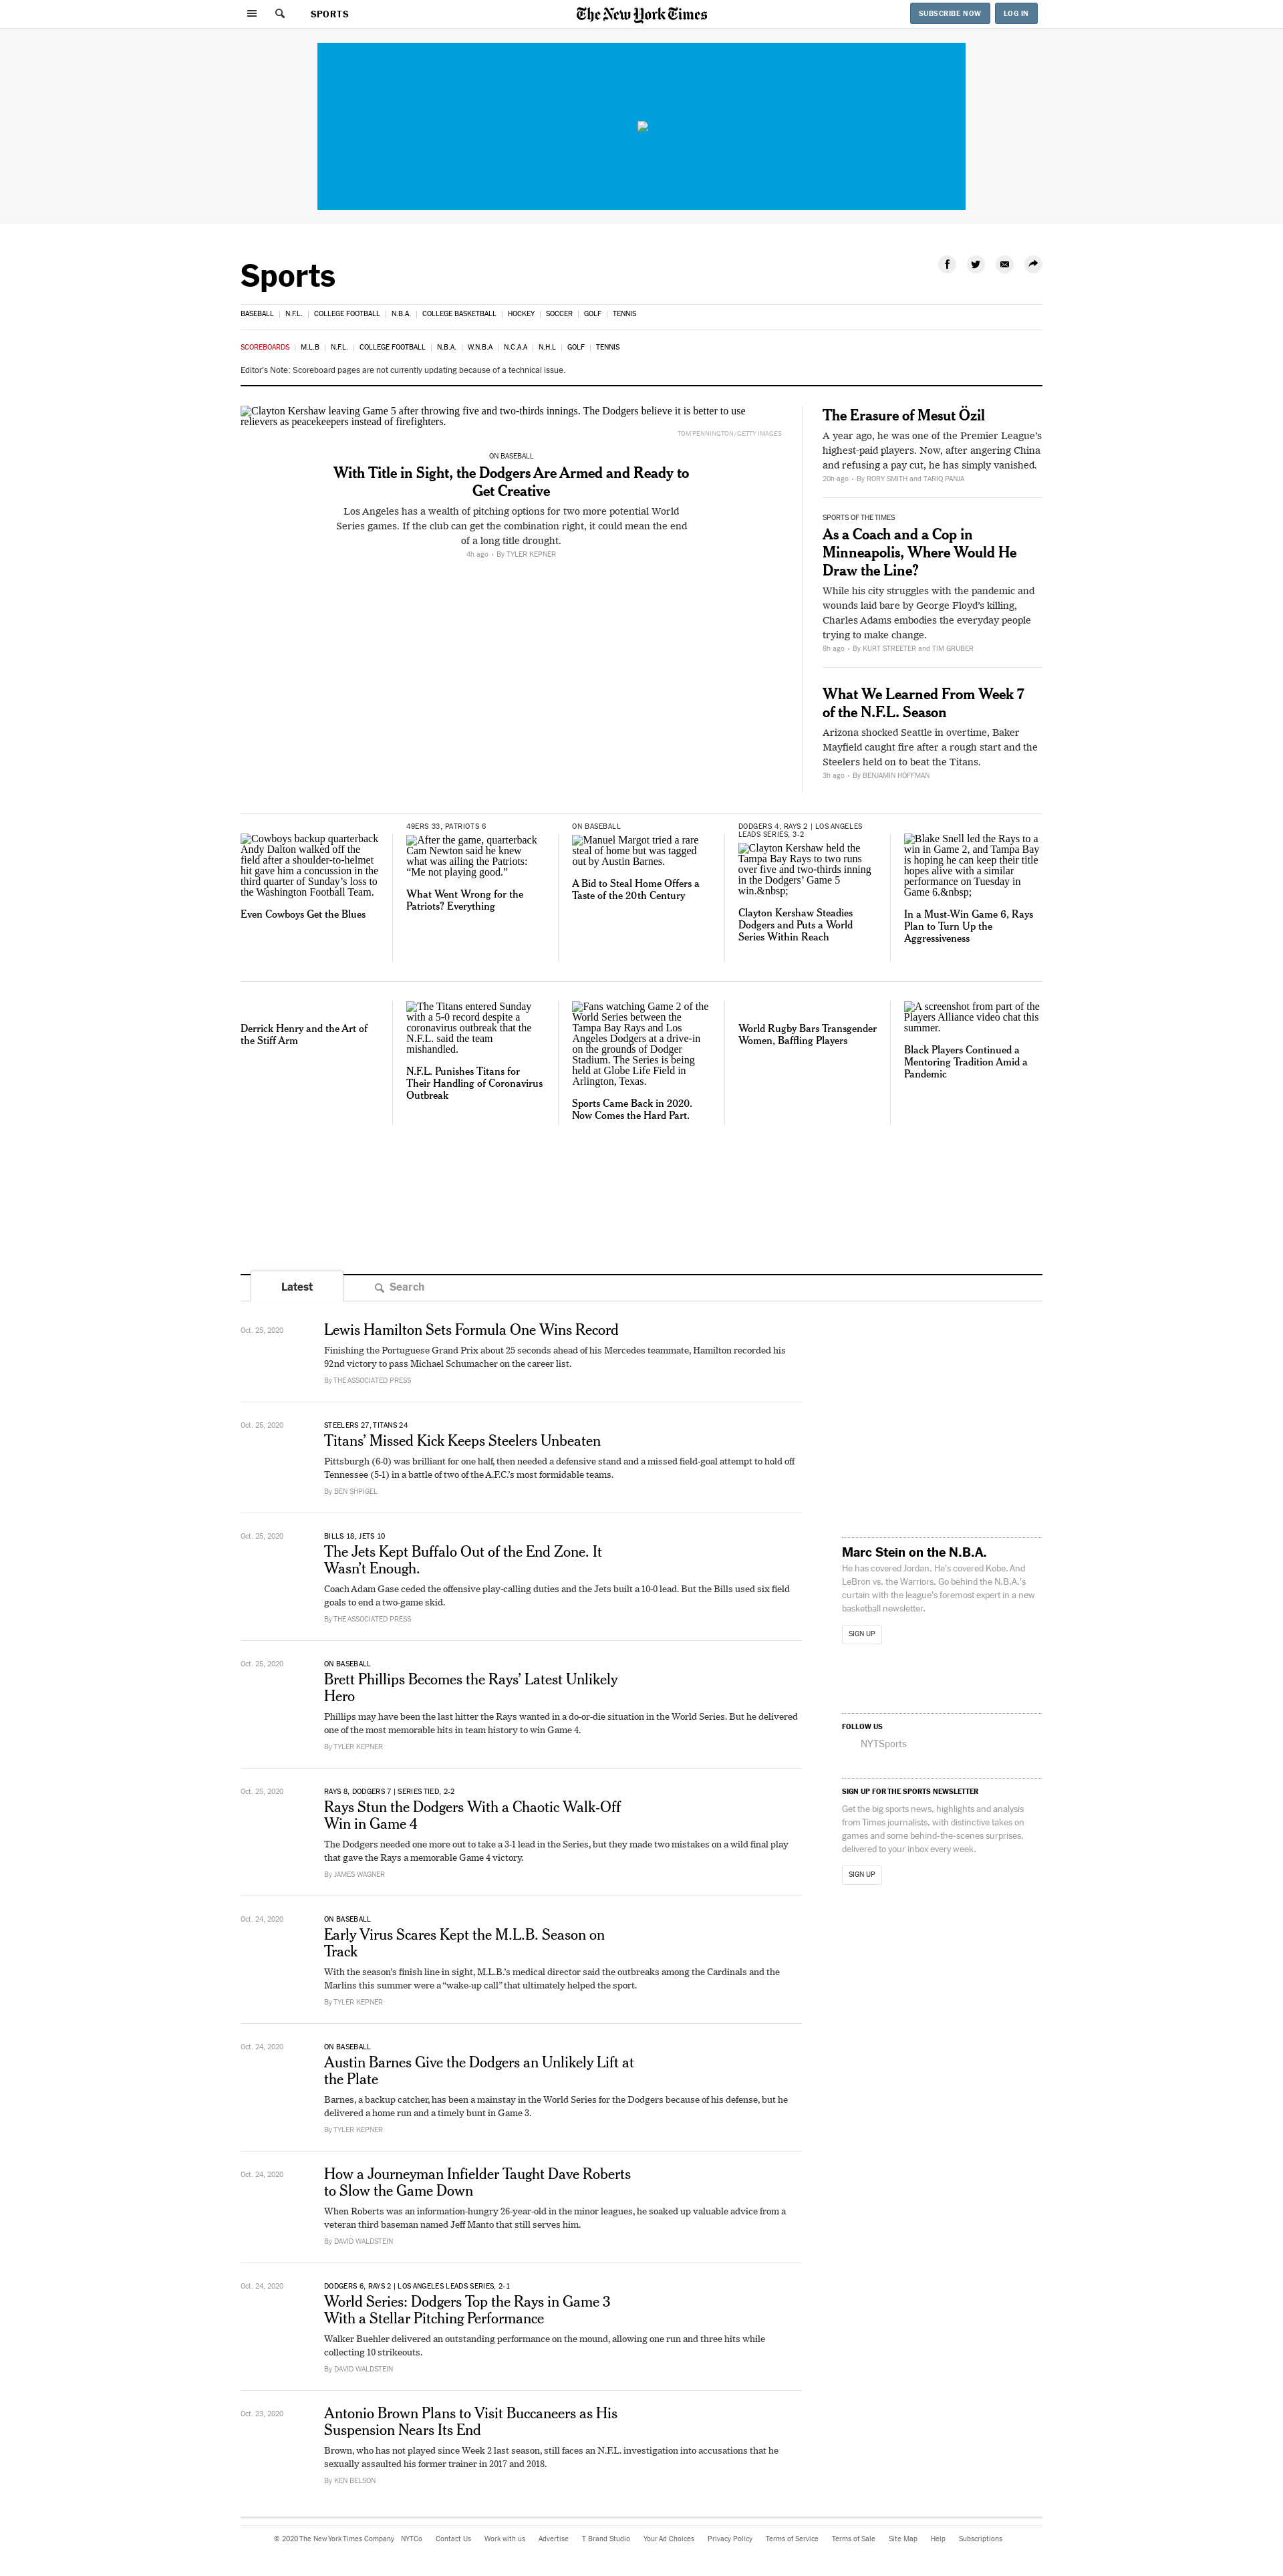 SPORTS
The New York Times
SUBSCRIBE NOW
LOG IN
Sports
BASEBALL | N.F.L. | COLLEGE FOOTBALL | N.B.A. | COLLEGE BASKETBALL | HOCKEY | SOCCER | GOLF | TENNIS
SCOREBOARDS | M.L.B | N.F.L. | COLLEGE FOOTBALL | N.B.A. | W.N.B.A | N.C.A.A | N.H.L | GOLF | TENNIS
Editor's Note: Scoreboard pages are not currently updating because of a technical issue.
Clayton Kershaw leaving Game 5 after throwing five and two-thirds innings. The Dodgers believe it is better to use
relievers as peacekeepers instead of firefighters.
TOM PENNINGTON/GETTY IMAGES
ON BASEBALL
With Title in Sight, the Dodgers Are Armed and Ready to
Get Creative
Los Angeles has a wealth of pitching options for two more potential World
Series games. If the club can get the combination right, it could mean the end
of a long title drought.
4h ago • By TYLER KEPNER
The Erasure of Mesut Özil
A year ago, he was one of the Premier League’s
highest-paid players. Now, after angering China
and refusing a pay cut, he has simply vanished.
20h ago • By RORY SMITH and TARIQ PANJA
SPORTS OF THE TIMES
As a Coach and a Cop in
Minneapolis, Where Would He
Draw the Line?
While his city struggles with the pandemic and
wounds laid bare by George Floyd’s killing,
Charles Adams embodies the everyday people
trying to make change.
8h ago • By KURT STREETER and TIM GRUBER
What We Learned From Week 7
of the N.F.L. Season
Arizona shocked Seattle in overtime, Baker
Mayfield caught fire after a rough start and the
Steelers held on to beat the Titans.
3h ago • By BENJAMIN HOFFMAN
Cowboys backup quarterback
Andy Dalton walked off the
field after a shoulder-to-helmet
hit gave him a concussion in the
third quarter of Sunday’s loss to
the Washington Football Team.
Even Cowboys Get the Blues
49ERS 33, PATRIOTS 6
After the game, quarterback
Cam Newton said he knew
what was ailing the Patriots:
“Me not playing good.”
What Went Wrong for the
Patriots? Everything
ON BASEBALL
Manuel Margot tried a rare
steal of home but was tagged
out by Austin Barnes.
A Bid to Steal Home Offers a
Taste of the 20th Century
DODGERS 4, RAYS 2 | LOS ANGELES
LEADS SERIES, 3-2
Clayton Kershaw held the
Tampa Bay Rays to two runs
over five and two-thirds inning
in the Dodgers’ Game 5
win.&nbsp;
Clayton Kershaw Steadies
Dodgers and Puts a World
Series Within Reach
Blake Snell led the Rays to a
win in Game 2, and Tampa Bay
is hoping he can keep their title
hopes alive with a similar
performance on Tuesday in
Game 6.&nbsp;
In a Must-Win Game 6, Rays
Plan to Turn Up the
Aggressiveness
Derrick Henry and the Art of
the Stiff Arm
The Titans entered Sunday
with a 5-0 record despite a
coronavirus outbreak that the
N.F.L. said the team
mishandled.
N.F.L. Punishes Titans for
Their Handling of Coronavirus
Outbreak
Fans watching Game 2 of the
World Series between the
Tampa Bay Rays and Los
Angeles Dodgers at a drive-in
on the grounds of Dodger
Stadium. The Series is being
held at Globe Life Field in
Arlington, Texas.
Sports Came Back in 2020.
Now Comes the Hard Part.
World Rugby Bars Transgender
Women, Baffling Players
A screenshot from part of the
Players Alliance video chat this
summer.
Black Players Continued a
Mentoring Tradition Amid a
Pandemic
Latest
Search
Oct. 25, 2020
Lewis Hamilton Sets Formula One Wins Record
Finishing the Portuguese Grand Prix about 25 seconds ahead of his Mercedes teammate, Hamilton recorded his
92nd victory to pass Michael Schumacher on the career list.
By THE ASSOCIATED PRESS
Oct. 25, 2020
STEELERS 27, TITANS 24
Titans’ Missed Kick Keeps Steelers Unbeaten
Pittsburgh (6-0) was brilliant for one half, then needed a defensive stand and a missed field-goal attempt to hold off
Tennessee (5-1) in a battle of two of the A.F.C.’s most formidable teams.
By BEN SHPIGEL
Oct. 25, 2020
BILLS 18, JETS 10
The Jets Kept Buffalo Out of the End Zone. It
Wasn’t Enough.
Coach Adam Gase ceded the offensive play-calling duties and the Jets built a 10-0 lead. But the Bills used six field
goals to end a two-game skid.
By THE ASSOCIATED PRESS
Oct. 25, 2020
ON BASEBALL
Brett Phillips Becomes the Rays’ Latest Unlikely
Hero
Phillips may have been the last hitter the Rays wanted in a do-or-die situation in the World Series. But he delivered
one of the most memorable hits in team history to win Game 4.
By TYLER KEPNER
Oct. 25, 2020
RAYS 8, DODGERS 7 | SERIES TIED, 2-2
Rays Stun the Dodgers With a Chaotic Walk-Off
Win in Game 4
The Dodgers needed one more out to take a 3-1 lead in the Series, but they made two mistakes on a wild final play
that gave the Rays a memorable Game 4 victory.
By JAMES WAGNER
Oct. 24, 2020
ON BASEBALL
Early Virus Scares Kept the M.L.B. Season on
Track
With the season’s finish line in sight, M.L.B.’s medical director said the outbreaks among the Cardinals and the
Marlins this summer were a “wake-up call” that ultimately helped the sport.
By TYLER KEPNER
Oct. 24, 2020
ON BASEBALL
Austin Barnes Give the Dodgers an Unlikely Lift at
the Plate
Barnes, a backup catcher, has been a mainstay in the World Series for the Dodgers because of his defense, but he
delivered a home run and a timely bunt in Game 3.
By TYLER KEPNER
Oct. 24, 2020
How a Journeyman Infielder Taught Dave Roberts
to Slow the Game Down
When Roberts was an information-hungry 26-year-old in the minor leagues, he soaked up valuable advice from a
veteran third baseman named Jeff Manto that still serves him.
By DAVID WALDSTEIN
Oct. 24, 2020
DODGERS 6, RAYS 2 | LOS ANGELES LEADS SERIES, 2-1
World Series: Dodgers Top the Rays in Game 3
With a Stellar Pitching Performance
Walker Buehler delivered an outstanding performance on the mound, allowing one run and three hits while
collecting 10 strikeouts.
By DAVID WALDSTEIN
Oct. 23, 2020
Antonio Brown Plans to Visit Buccaneers as His
Suspension Nears Its End
Brown, who has not played since Week 2 last season, still faces an N.F.L. investigation into accusations that he
sexually assaulted his former trainer in 2017 and 2018.
By KEN BELSON
Marc Stein on the N.B.A.
He has covered Jordan. He's covered Kobe. And
LeBron vs. the Warriors. Go behind the N.B.A.'s
curtain with the league's foremost expert in a new
basketball newsletter.
SIGN UP
FOLLOW US
NYTSports
SIGN UP FOR THE SPORTS NEWSLETTER
Get the big sports news, highlights and analysis
from Times journalists, with distinctive takes on
games and some behind-the-scenes surprises,
delivered to your inbox every week.
SIGN UP
© 2020 The New York Times Company NYTCo Contact Us Work with us Advertise T Brand Studio Your Ad Choices Privacy Policy Terms of Service Terms of Sale Site Map Help Subscriptions